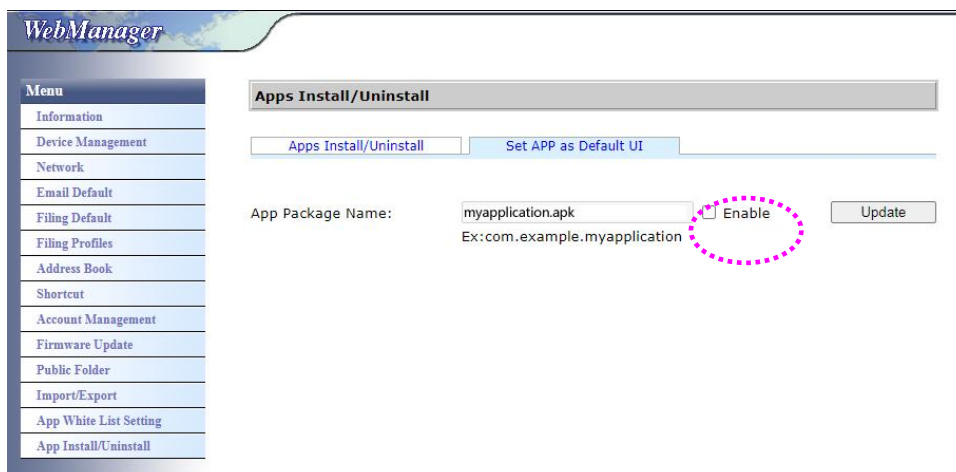 WebManager
Menu
Information
Device Management
Network
Email Default
Filing Default
Filing Profiles
Address Book
Shortcut
Account Management
Firmware Update
Public Folder
Import/Export
App White List Setting
App Install/Uninstall
Apps Install/Uninstall
Apps Install/Uninstall Set APP as Default UI
App Package Name: myapplication.apk Enable Update
Ex:com.example.myapplication